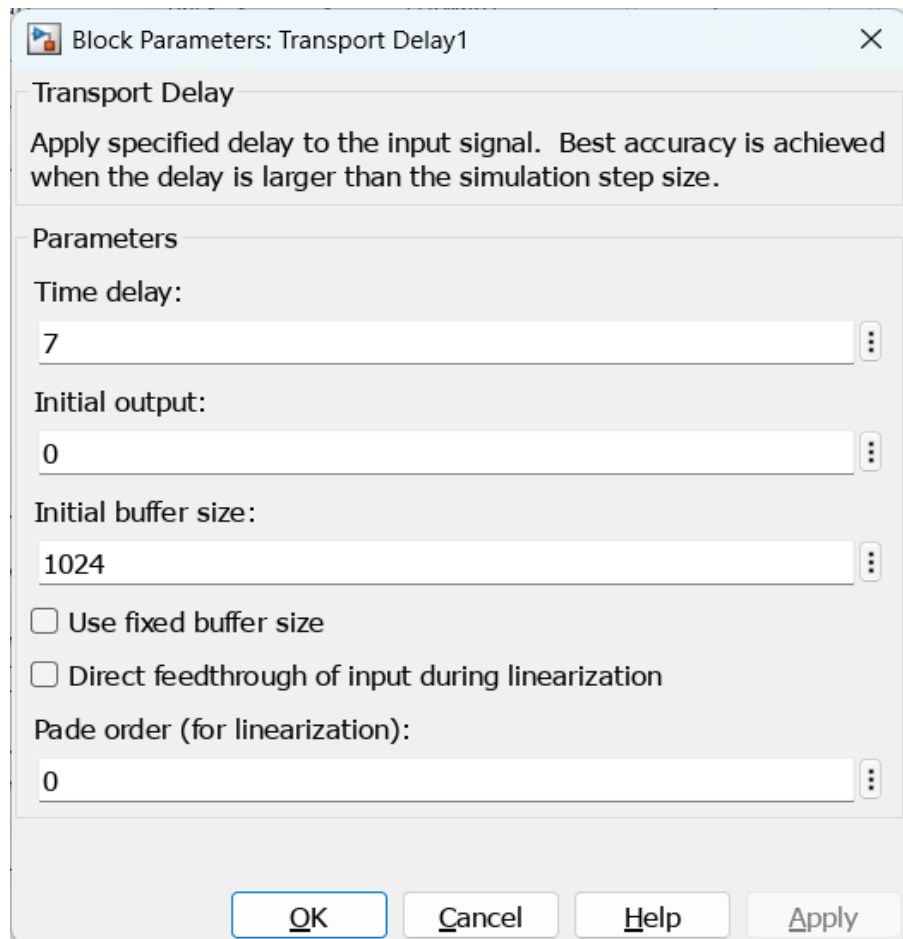 Block Parameters: Transport Delay1
Transport Delay
Apply specified delay to the input signal.  Best accuracy is achieved
when the delay is larger than the simulation step size.
Parameters
Time delay:
7
Initial output:
0
Initial buffer size:
1024
Use fixed buffer size
Direct feedthrough of input during linearization
Pade order (for linearization):
0
OK Cancel Help Apply